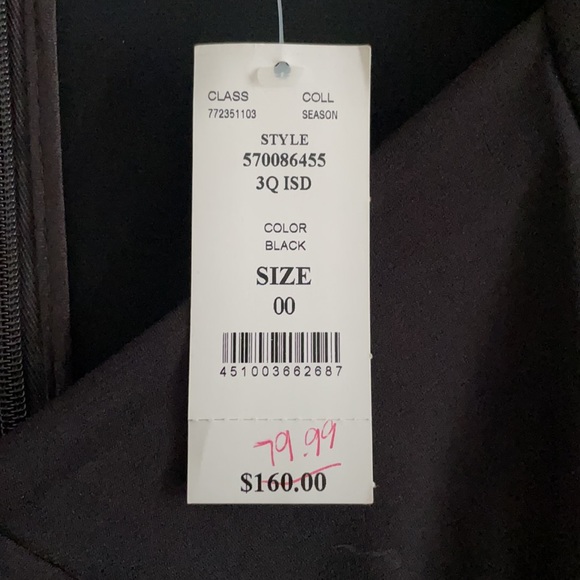 CLASS COLL
772351103 SEASON
STYLE
570086455
3Q ISD
COLOR
BLACK
SIZE
00
451003662687
79.99
$160.00